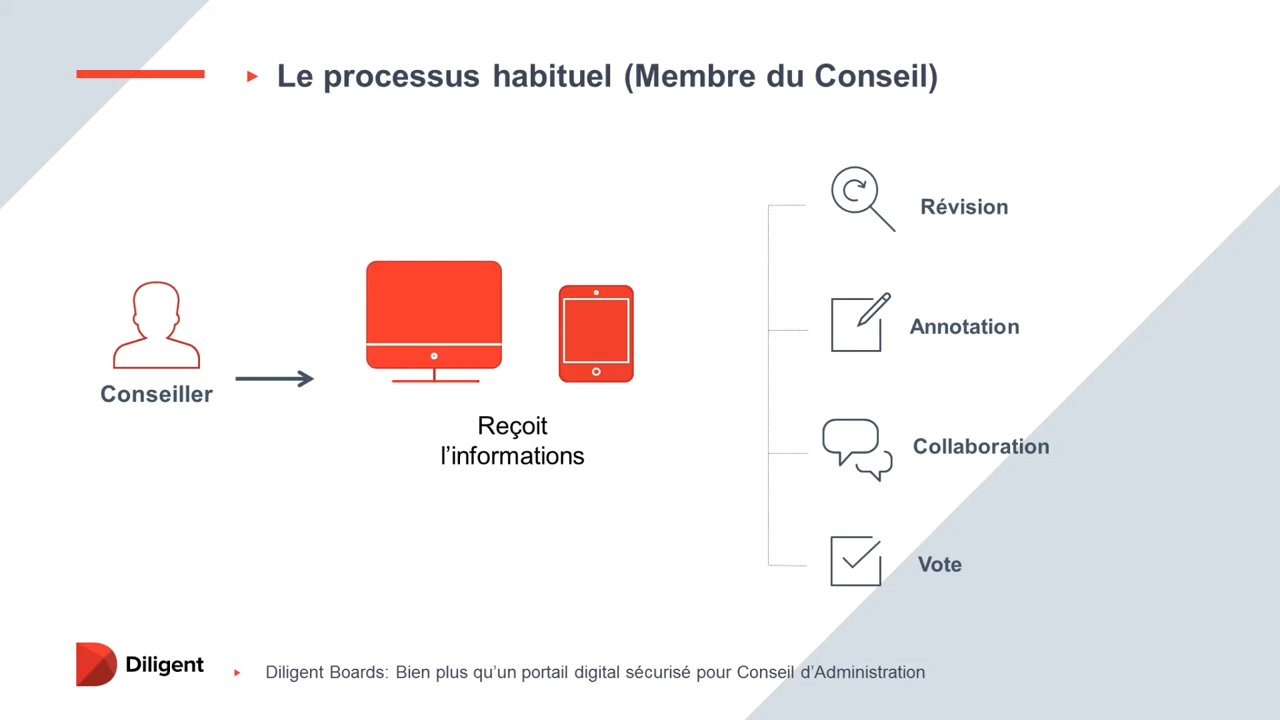 Le processus habituel (Membre du Conseil)
Conseiller
Reçoit
l’informations
Révision
Annotation
Collaboration
Vote
Diligent
Diligent Boards: Bien plus qu’un portail digital sécurisé pour Conseil d’Administration